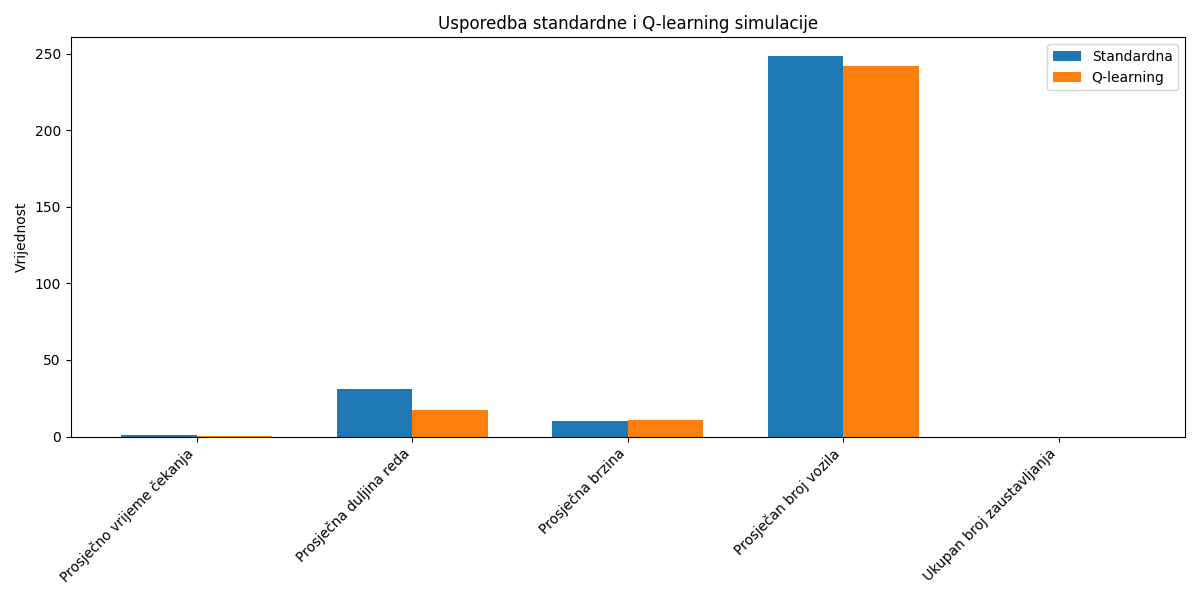 Usporedba standardne i Q-learning simulacije
Standardna
Q-learning
Vrijednost
250
200
150
100
50
0
Prosječno vrijeme čekanja
Prosječna duljina reda
Prosječna brzina
Prosječan broj vozila
Ukupan broj zaustavljanja